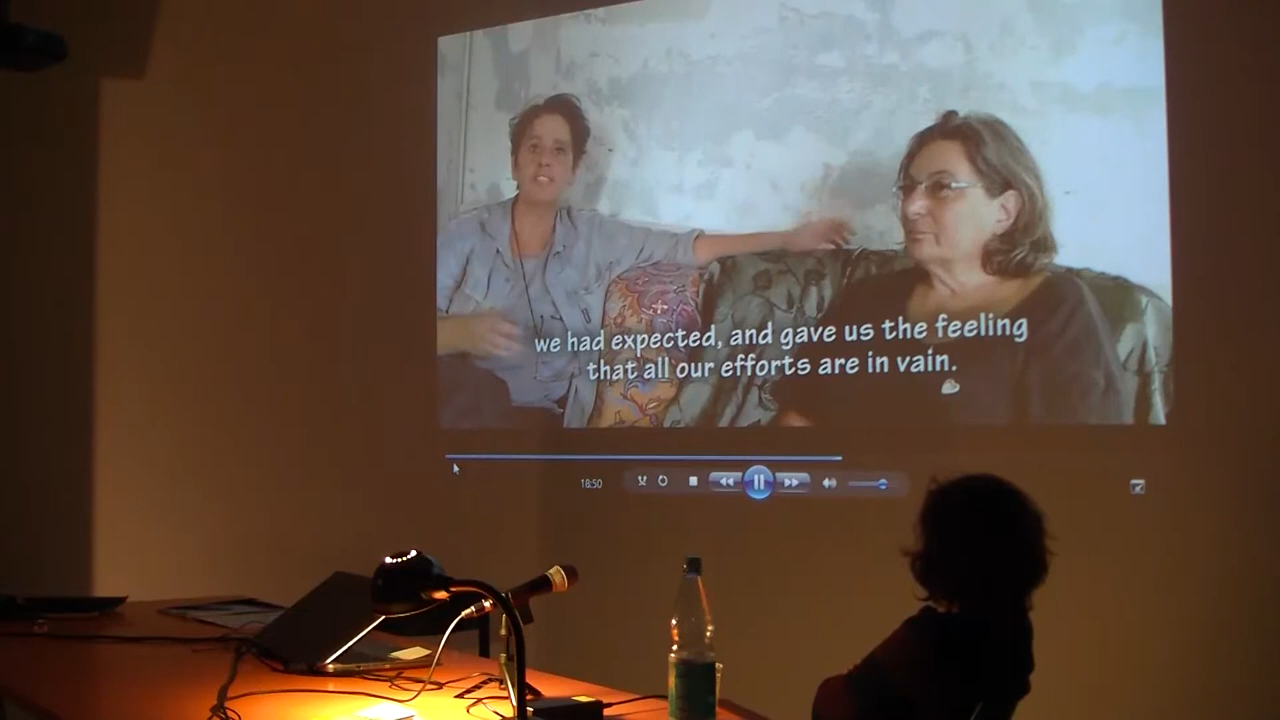 we had expected, and gave us the feeling
that all our efforts are in vain.
18:50